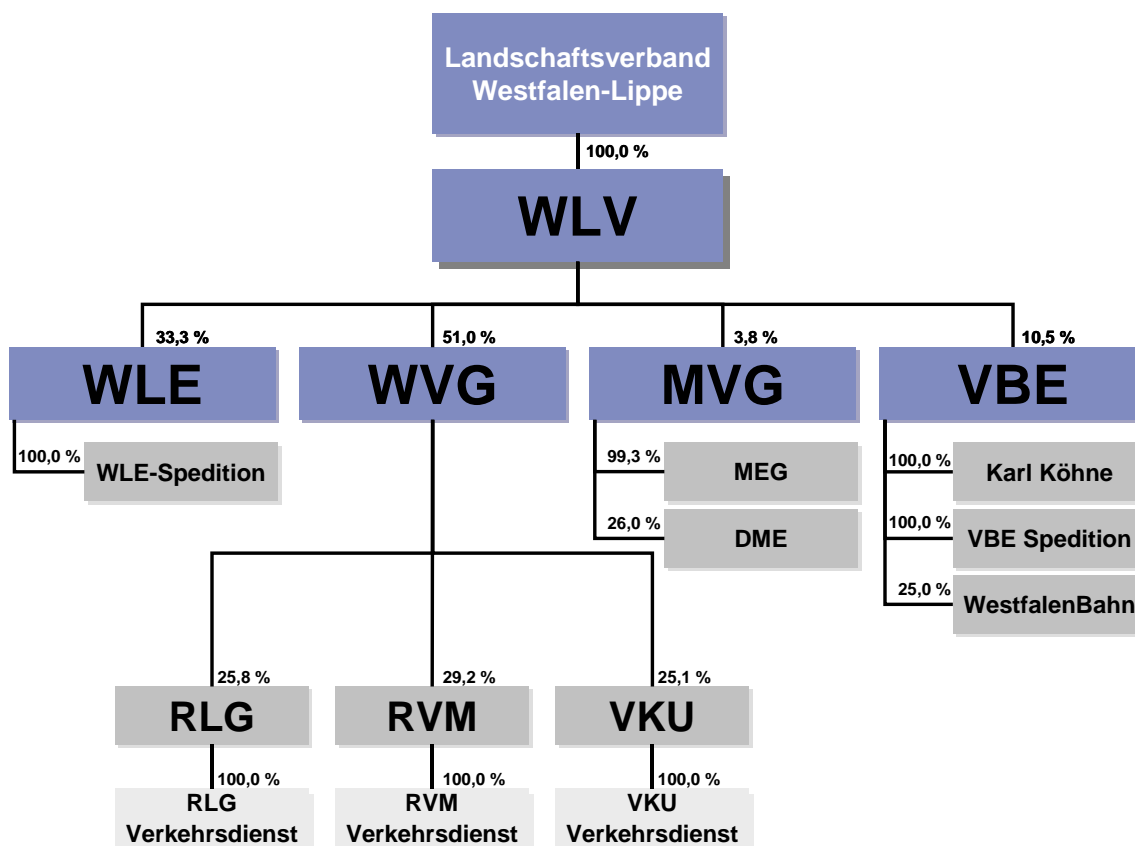 Landschaftsverband
Westfalen-Lippe
100,0 %
WLV
33,3 %
51,0 %
3,8 %
10,5 %
WLE
WVG
MVG
VBE
100,0 %
WLE-Spedition
99,3 %
MEG
26,0 %
DME
100,0 %
Karl Köhne
100,0 %
VBE Spedition
25,0 %
WestfalenBahn
25,8 %
29,2 %
25,1 %
RLG
RVM
VKU
100,0 %
100,0 %
100,0 %
RLG
Verkehrsdienst
RVM
Verkehrsdienst
VKU
Verkehrsdienst